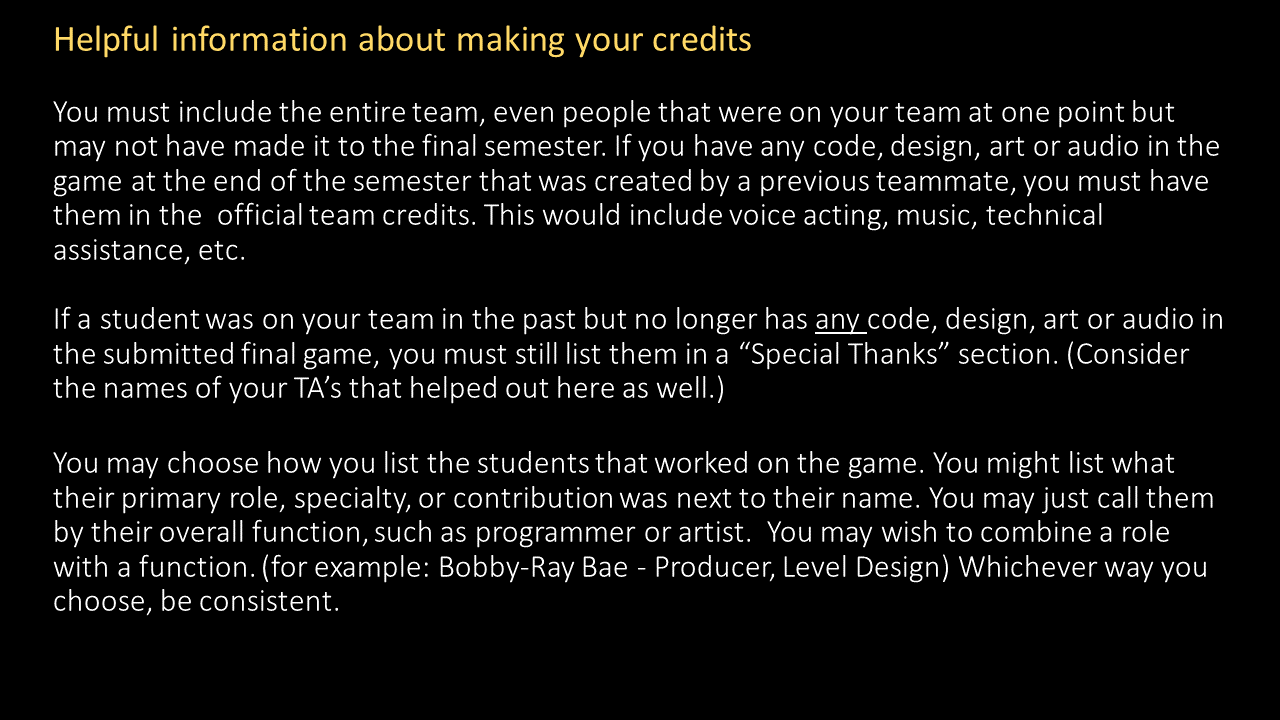 Helpful information about making your credits
You must include the entire team, even people that were on your team at one point but
may not have made it to the final semester. If you have any code, design, art or audio in the
game at the end of the semester that was created by a previous teammate, you must have
them in the  official team credits. This would include voice acting, music, technical
assistance, etc.
If a student was on your team in the past but no longer has any code, design, art or audio in
the submitted final game, you must still list them in a “Special Thanks” section. (Consider
the names of your TA’s that helped out here as well.)
You may choose how you list the students that worked on the game. You might list what
their primary role, specialty, or contribution was next to their name. You may just call them
by their overall function, such as programmer or artist.  You may wish to combine a role
with a function. (for example: Bobby-Ray Bae - Producer, Level Design) Whichever way you
choose, be consistent.